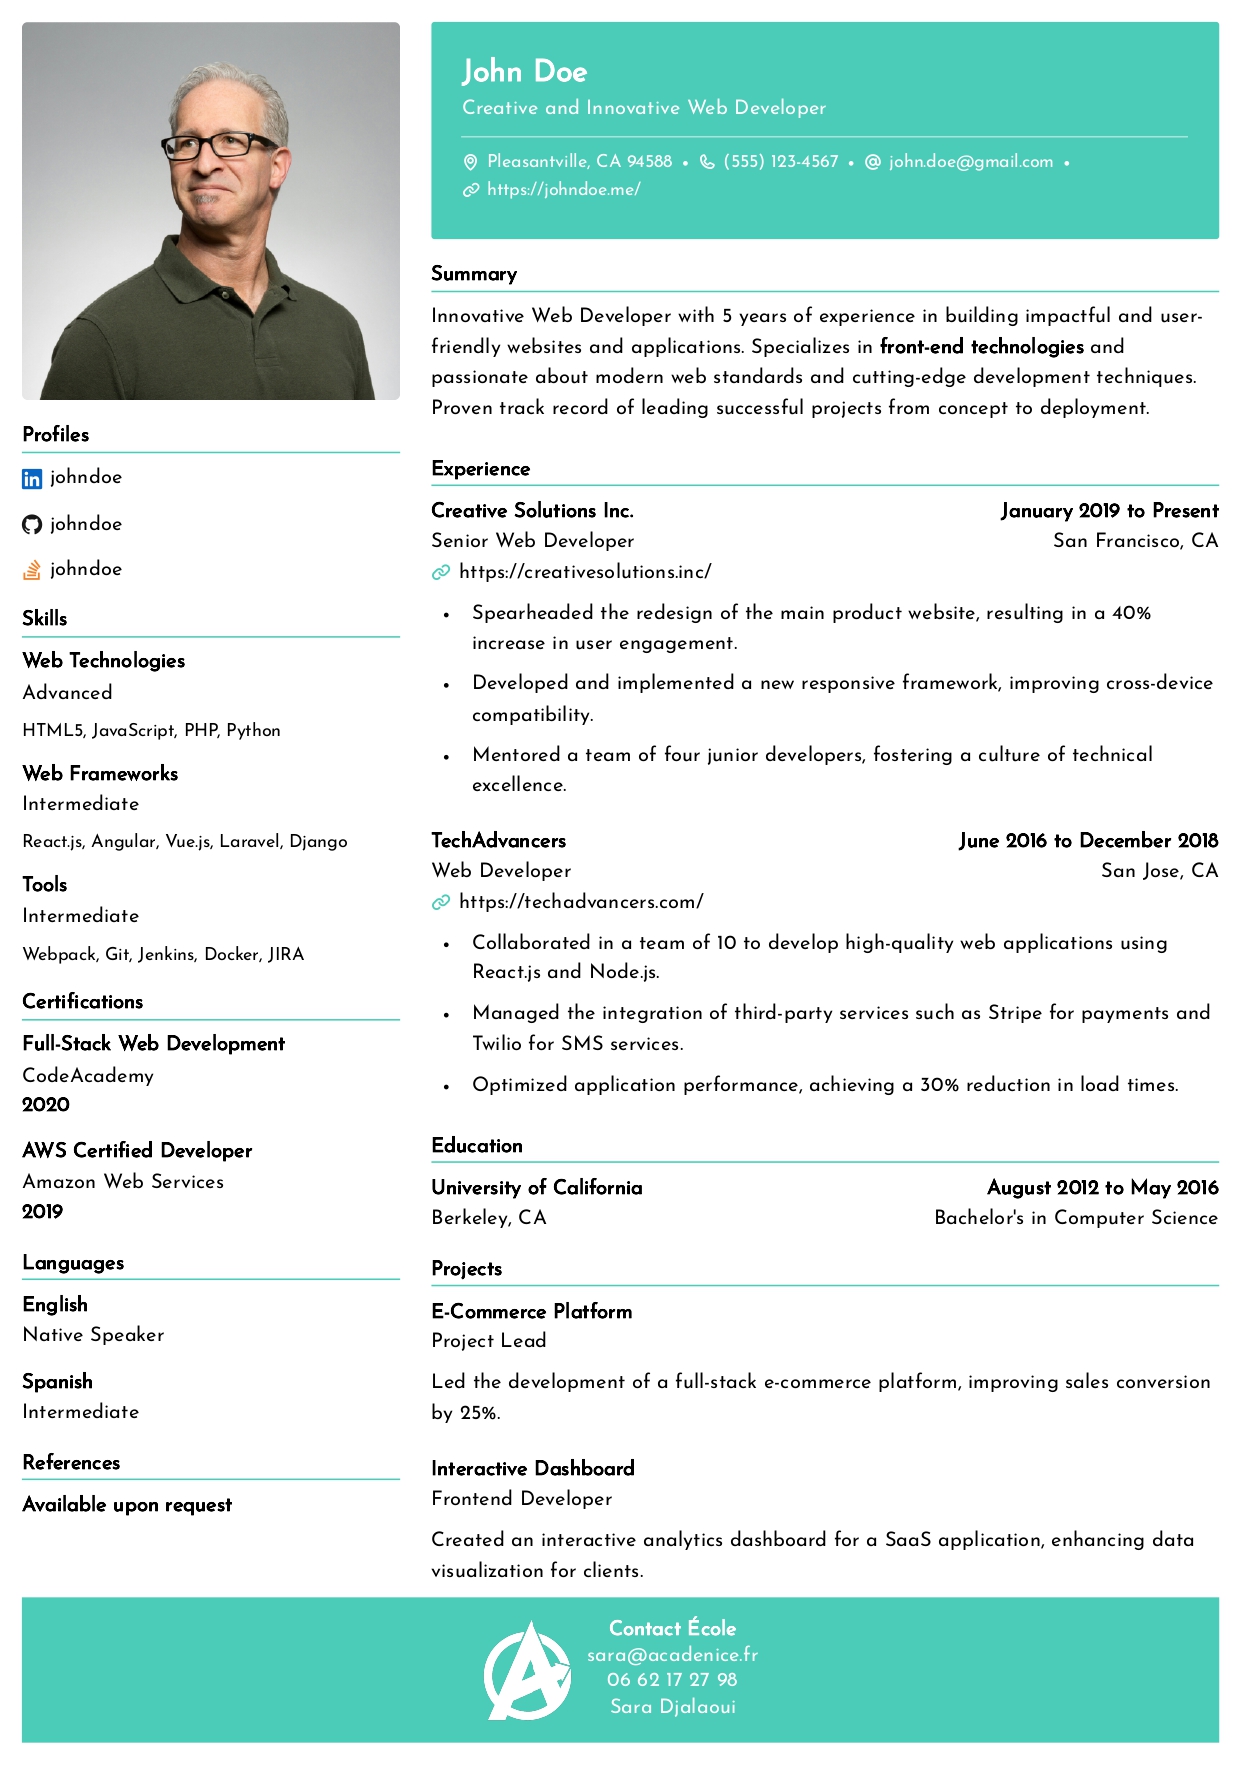 John Doe
Creative and Innovative Web Developer
Pleasantville, CA 94588 • (555) 123-4567 • john.doe@gmail.com •
https://johndoe.me/
Profiles
johndoe
johndoe
johndoe
Skills
Web Technologies
Advanced
HTML5, JavaScript, PHP, Python
Web Frameworks
Intermediate
React.js, Angular, Vue.js, Laravel, Django
Tools
Intermediate
Webpack, Git, Jenkins, Docker, JIRA
Certifications
Full-Stack Web Development
CodeAcademy
2020
AWS Certified Developer
Amazon Web Services
2019
Languages
English
Native Speaker
Spanish
Intermediate
References
Available upon request
Summary
Innovative Web Developer with 5 years of experience in building impactful and user-
friendly websites and applications. Specializes in front-end technologies and
passionate about modern web standards and cutting-edge development techniques.
Proven track record of leading successful projects from concept to deployment.
Experience
Creative Solutions Inc. January 2019 to Present
Senior Web Developer San Francisco, CA
https://creativesolutions.inc/
• Spearheaded the redesign of the main product website, resulting in a 40%
increase in user engagement.
• Developed and implemented a new responsive framework, improving cross-device
compatibility.
• Mentored a team of four junior developers, fostering a culture of technical
excellence.
TechAdvancers June 2016 to December 2018
Web Developer San Jose, CA
https://techadvancers.com/
• Collaborated in a team of 10 to develop high-quality web applications using
React.js and Node.js.
• Managed the integration of third-party services such as Stripe for payments and
Twilio for SMS services.
• Optimized application performance, achieving a 30% reduction in load times.
Education
University of California August 2012 to May 2016
Berkeley, CA Bachelor's in Computer Science
Projects
E-Commerce Platform
Project Lead
Led the development of a full-stack e-commerce platform, improving sales conversion
by 25%.
Interactive Dashboard
Frontend Developer
Created an interactive analytics dashboard for a SaaS application, enhancing data
visualization for clients.
Contact École
sara@acadenice.fr
06 62 17 27 98
Sara Djalaoui